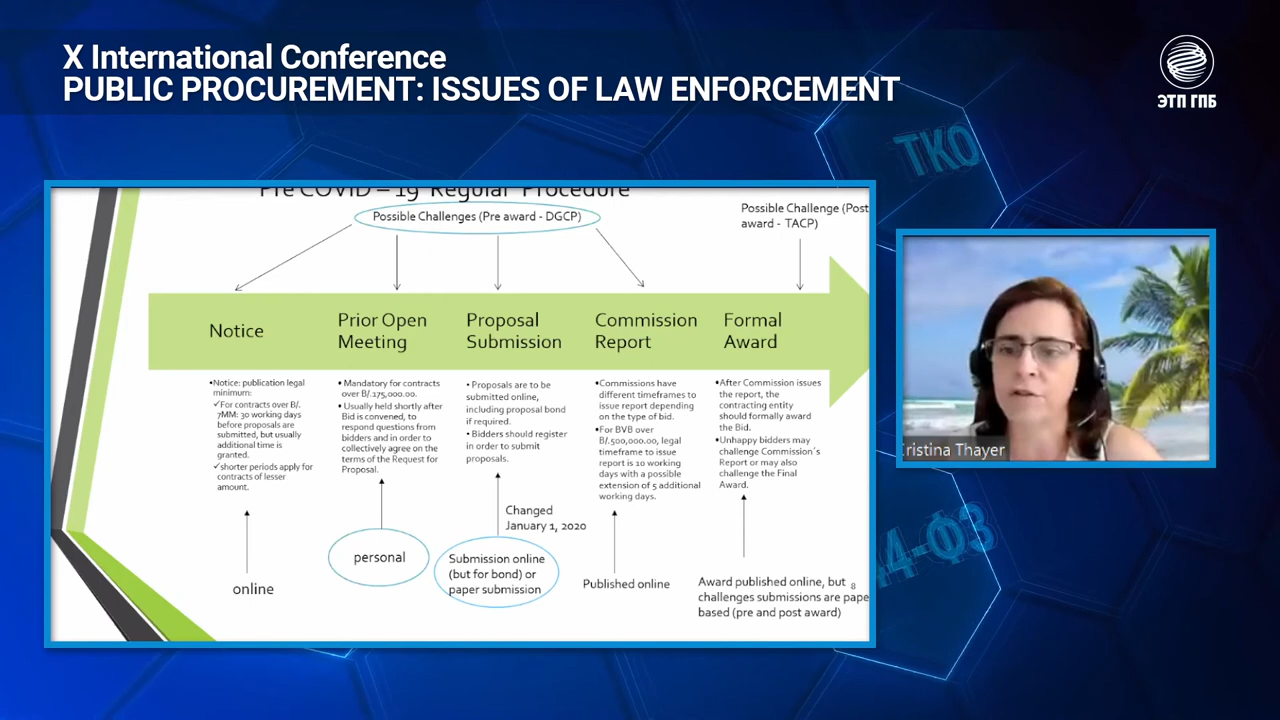 X International Conference
PUBLIC PROCUREMENT: ISSUES OF LAW ENFORCEMENT
ЭТП ГПБ
ТКО
Pre COVID – 19 Regular Procedure
Possible Challenges (Pre award - DGCP)
Possible Challenge (Post
award - TACP)
Notice
Prior Open
Meeting
Proposal
Submission
Commission
Report
Formal
Award
•Notice: publication legal
minimum:
✓For contracts over B/.
7MM: 30 working days
before proposals are
submitted, but usually
additional time is
granted.
✓shorter periods apply for
contracts of lesser
amount.
•Mandatory for contracts
over B/.175,000.00.
•Usually held shortly after
Bid is convened, to
respond questions from
bidders and in order to
collectively agree on the
terms of the Request for
Proposal.
•Proposals are to be
submitted online,
including proposal bond
if required.
•Bidders should register
in order to submit
proposals.
•Commissions have
different timeframes to
issue report depending
on the type of bid.
•For BVB over
B/.500,000.00, legal
timeframe to issue
report is 10 working
days with a possible
extension of 5 additional
working days.
•After Commission issues
the report, the
contracting entity
should formally award
the Bid.
•Unhappy bidders may
challenge Commission´s
Report or may also
challenge the Final
Award.
online
personal
Changed
January 1, 2020
Submission online
(but for bond) or
paper submission
Published online
Award published online, but
challenges submissions are pape
based (pre and post award)
8
ristina Thayer
44-ФЗ